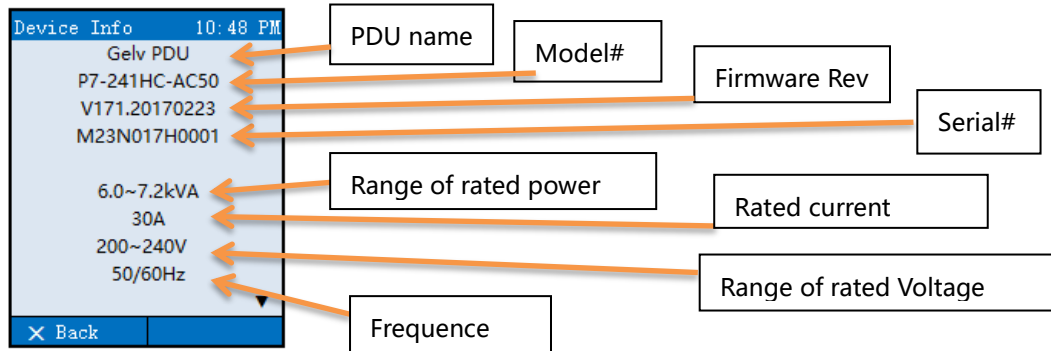 Device Info 10:48 PM
Gelv PDU
P7-241HC-AC50
V171.20170223
M23N017H0001
6.0~7.2kVA
30A
200~240V
50/60Hz
X Back
PDU name
Model#
Firmware Rev
Serial#
Range of rated power
Rated current
Range of rated Voltage
Frequence